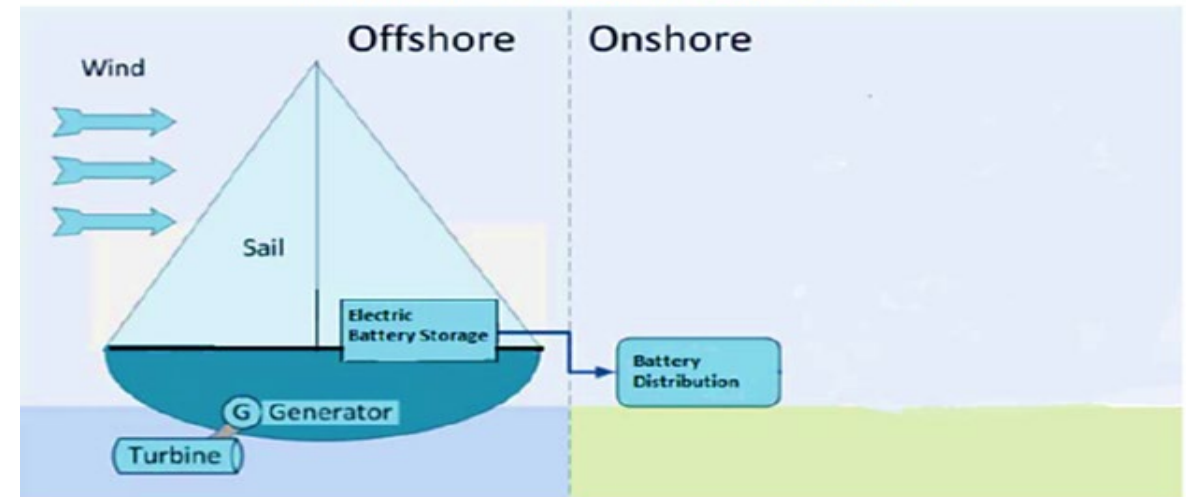 Offshore
Onshore
Wind
Sail
Electric
Battery Storage
Battery
Distribution
G
Generator
Turbine